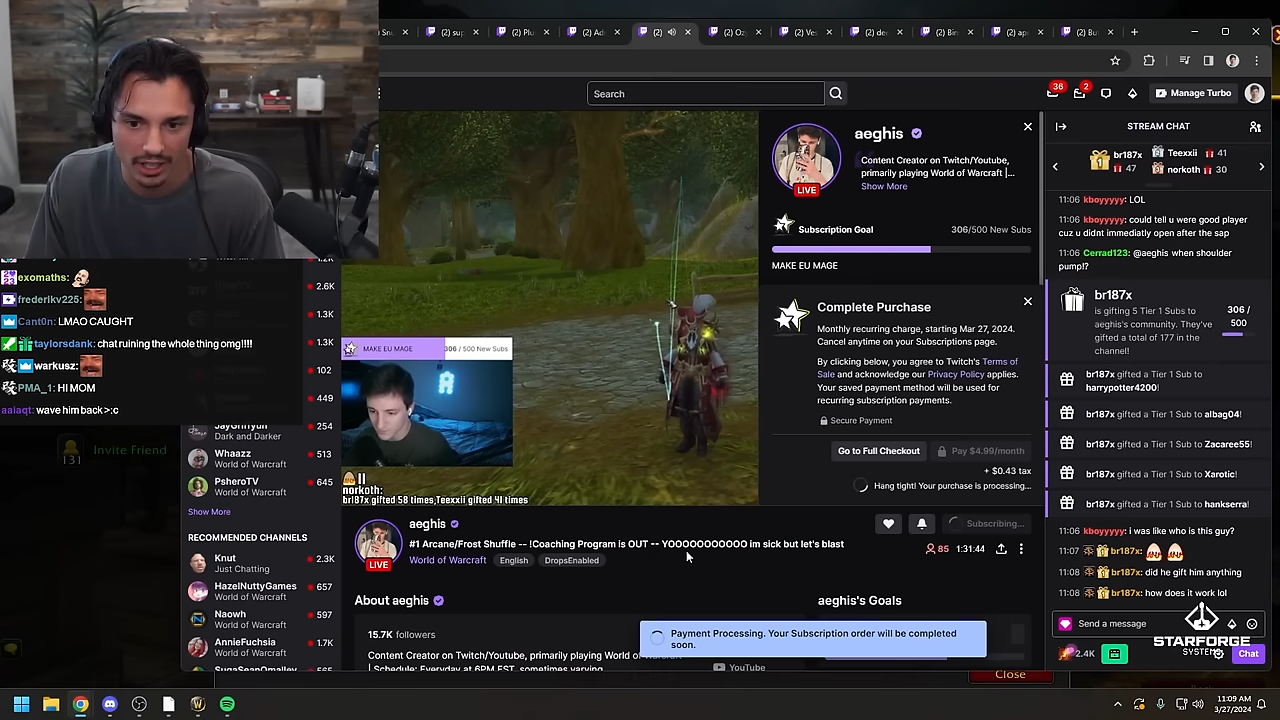 Search
36
2
Manage Turbo
aeghis
Content Creator on Twitch/Youtube,
primarily playing World of Warcraft |...
Show More
LIVE
Subscription Goal
306/500 New Subs
MAKE EU MAGE
Complete Purchase
Monthly recurring charge, starting Mar 27, 2024.
Cancel anytime on your Subscriptions page.
By clicking below, you agree to Twitch's Terms of
Sale and acknowledge our Privacy Policy applies.
Your saved payment method will be used for
recurring subscription payments.
Secure Payment
Go to Full Checkout
Pay $4.99/month
+ $0.43 tax
Hang tight! Your purchase is processing...
STREAM CHAT
br187x
47
Teexxii 41
norkoth 30
11:06 kboyyyyy: LOL
11:06 kboyyyyy: could tell u were good player
cuz u didnt immediatly open after the sap
11:06 Cerrad123: @aeghis when shoulder
pump!?
br187x
is gifting 5 Tier 1 Subs to
aeghis's community. They've
gifted a total of 47 in the
channel!
306 /
500
br187x gifted a Tier 1 Sub to
harrypotter4200!
br187x gifted a Tier 1 Sub to albag04!
br187x gifted a Tier 1 Sub to Zacaree55!
br187x gifted a Tier 1 Sub to Xarotic!
br187x gifted a Tier 1 Sub to hankserra!
11:06 kboyyyyy: i was like who is this guy?
11:07 br187x:
11:08 br187x: did he gift him anything
11:08 br187x: how does it work lol
Send a message
2.4K
Chat
STARFORGE
SYSTEMS
exomaths:
frederikv225:
Cant0n: LMAO CAUGHT
taylorsdank: chat ruining the whole thing omg!!!!
warkusz:
PMA_1: HI MOM
aalaqt: wave him back >:c
131
Invite Friend
2.6K
1.3K
1.3K
102
449
JayGriffyuh
Dark and Darker
254
Whaazz
World of Warcraft
513
PsheroTV
World of Warcraft
645
Show More
RECOMMENDED CHANNELS
Knut
Just Chatting
2.3K
HazelNuttyGames
World of Warcraft
657
Naowh
World of Warcraft
597
AnnieFuchsia
World of Warcraft
1.7K
SugaSeanOmalley
MAKE EU MAGE
306 / 500 New Subs
norkoth:
br187x gifted 58 times,Teexxii gifted 41 times
aeghis
LIVE
#1 Arcane/Frost Shuffle -- !Coaching Program is OUT -- YOOOOOOOOOOO im sick but let's blast
World of Warcraft
English
DropsEnabled
Subscribing...
85
1:31:44
About aeghis
aeghis's Goals
15.7K followers
Content Creator on Twitch/Youtube, primarily playing World of
| Schedule: Everyday at 6PM EST, sometimes varying
YouTube
Payment Processing. Your Subscription order will be completed
soon.
Close
11:09 AM
3/27/2024